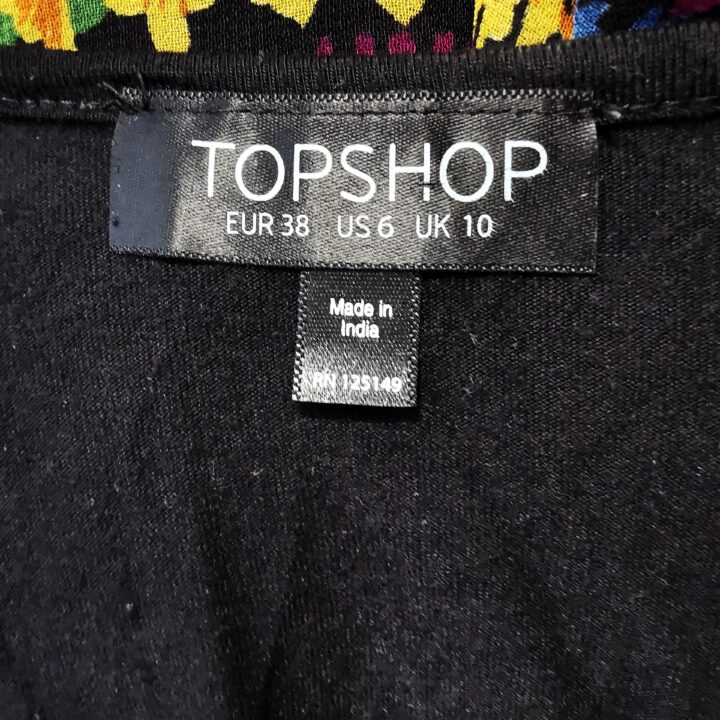 TOPSHOP
EUR 38 US 6 UK 10
Made in
India
RN 125149